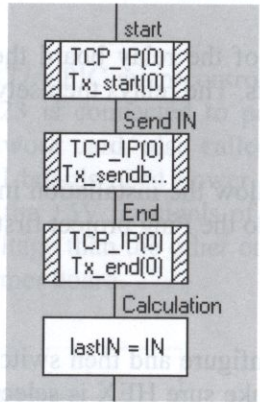 start
TCP_IP(0)
Tx_start(0)
Send IN
TCP_IP(0)
Tx_sendb...
End
TCP_IP(0)
Tx_end(0)
Calculation
lastIN = IN